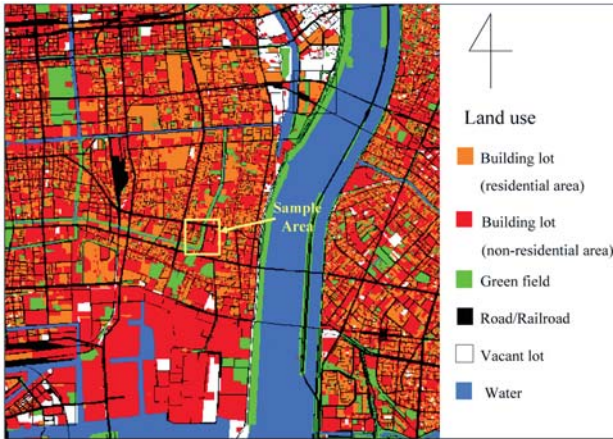 Sample
Area
Land use
Building lot
(residential area)
Building lot
(non-residential area)
Green field
Road/Railroad
Vacant lot
Water